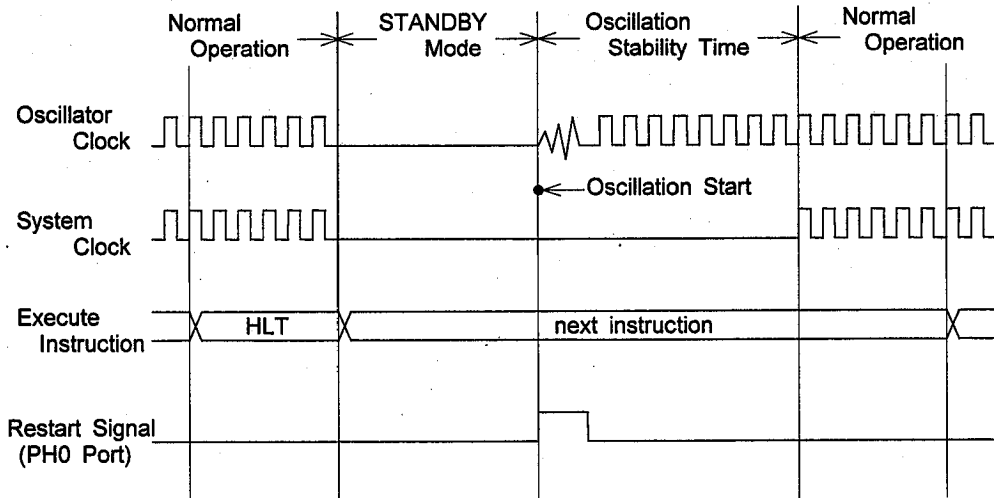 Normal
Operation
STANDBY
Mode
Oscillation
Stability Time
Normal
Operation
Oscillator
Clock
Oscillation Start
System
Clock
Execute
Instruction
HLT
next instruction
Restart Signal
(PH0 Port)